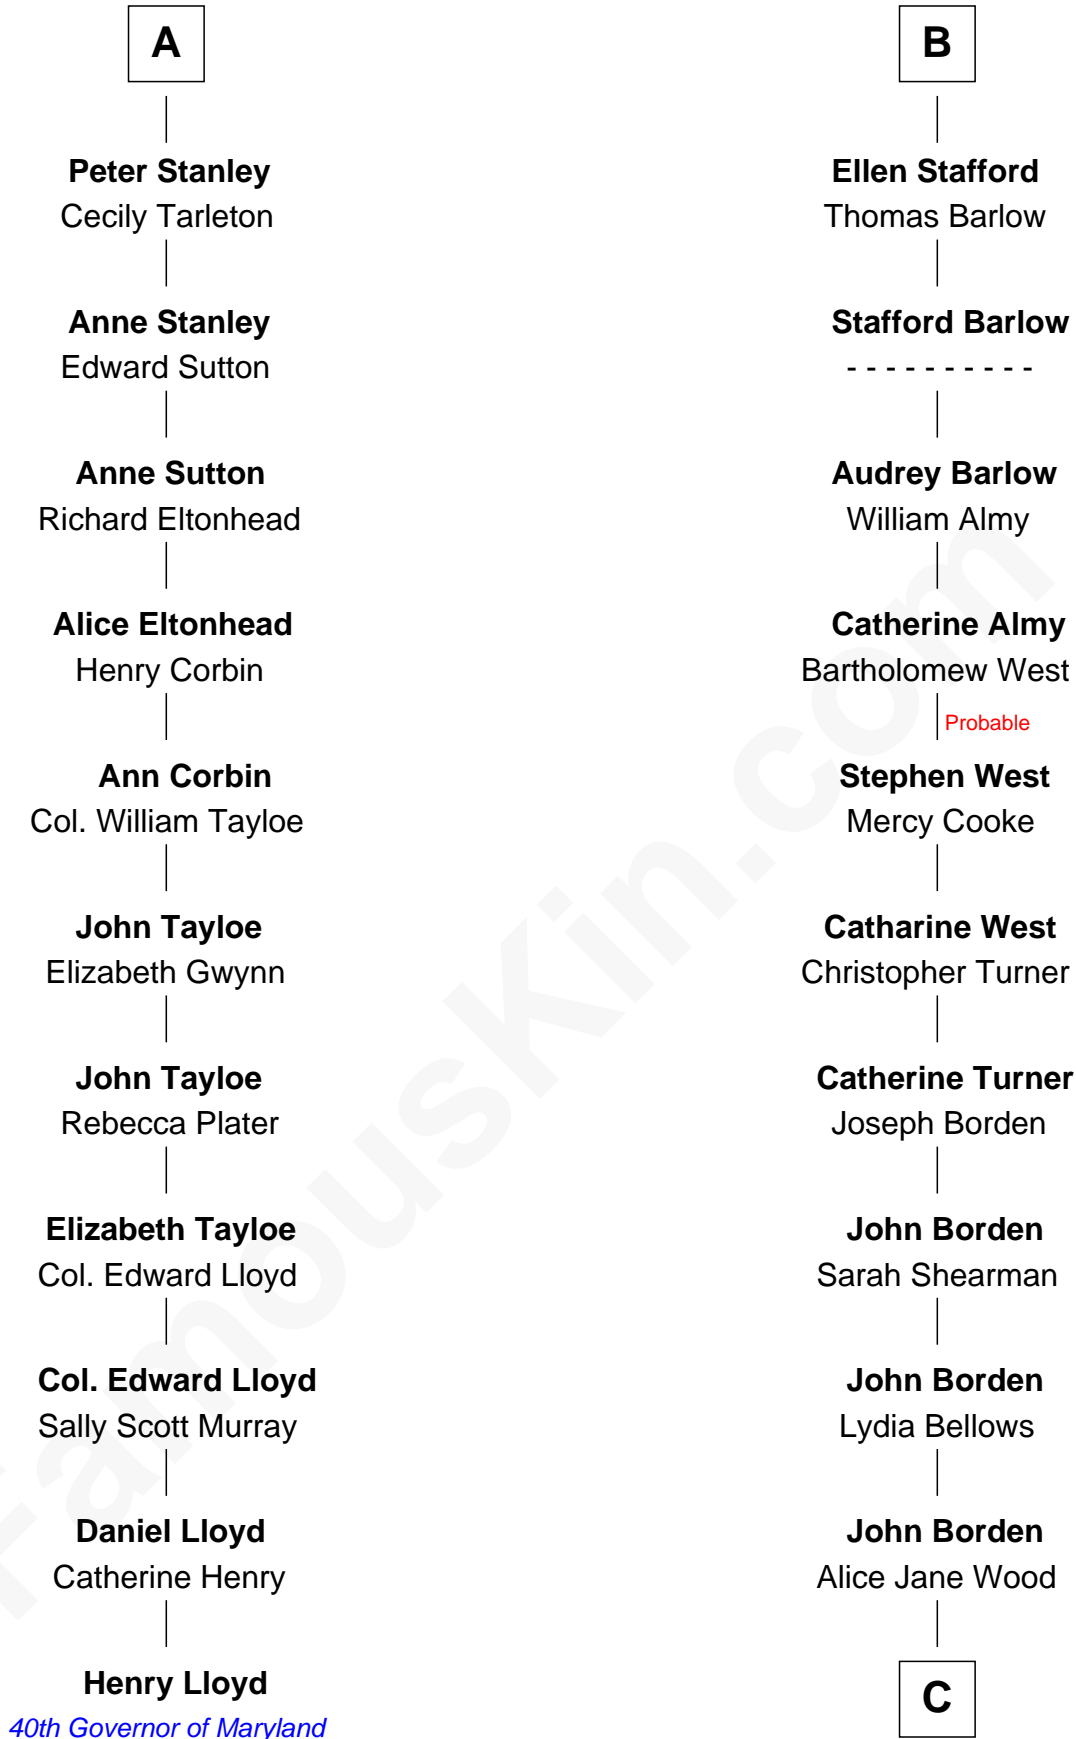 A
Peter Stanley
Cecily Tarleton
Anne Stanley
Edward Sutton
Anne Sutton
Richard Eltonhead
Alice Eltonhead
Henry Corbin
Ann Corbin
Col. William Tayloe
John Tayloe
Elizabeth Gwynn
John Tayloe
Rebecca Plater
Elizabeth Tayloe
Col. Edward Lloyd
Col. Edward Lloyd
Sally Scott Murray
Daniel Lloyd
Catherine Henry
Henry Lloyd
40th Governor of Maryland
B
Ellen Stafford
Thomas Barlow
Stafford Barlow
- - - - - - - - - -
Audrey Barlow
William Almy
Catherine Almy
Bartholomew West
Probable
Stephen West
Mercy Cooke
Catharine West
Christopher Turner
Catherine Turner
Joseph Borden
John Borden
Sarah Shearman
John Borden
Lydia Bellows
John Borden
Alice Jane Wood
C
FamousKin.com